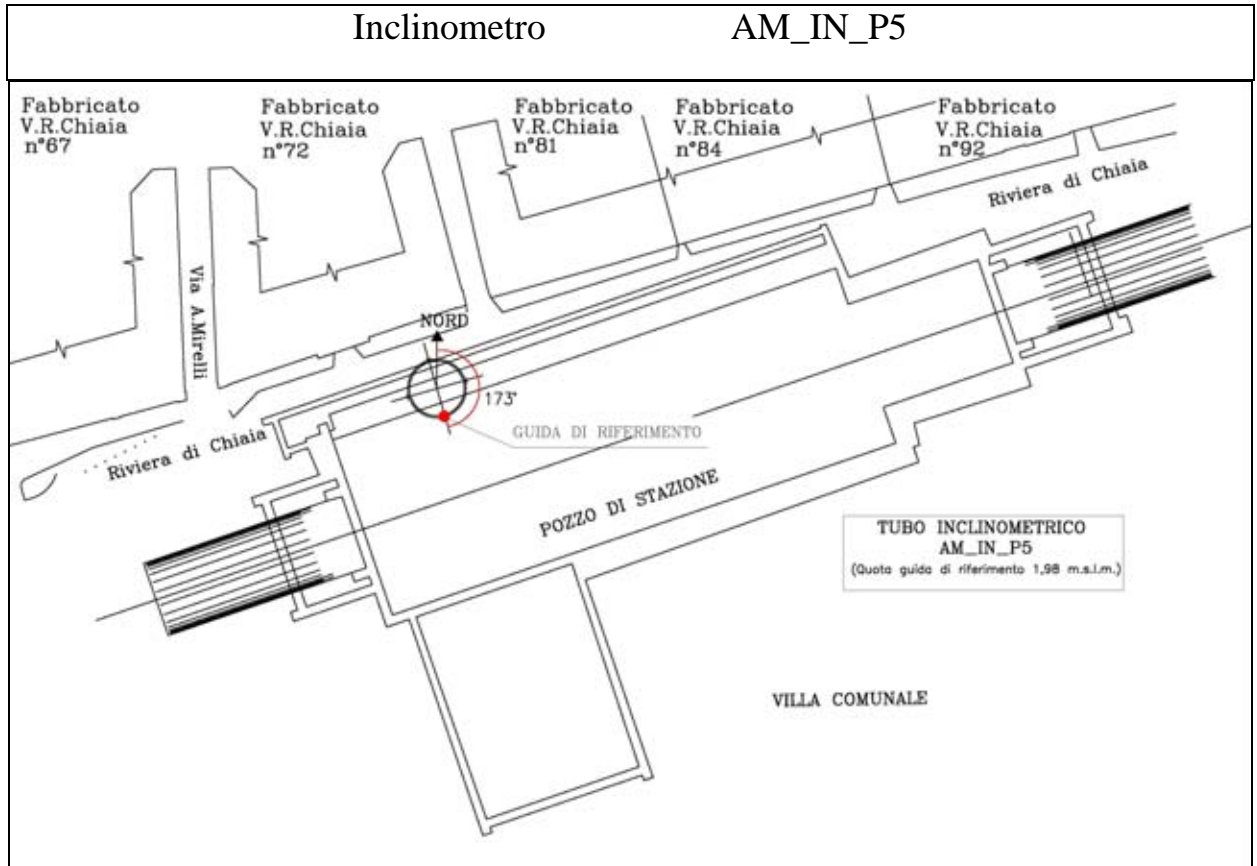 Inclinometro AM_IN_P5
Fabbricato
V.R.Chiaia
n°67
Fabbricato
V.R.Chiaia
n°72
Fabbricato
V.R.Chiaia
n°81
Fabbricato
V.R.Chiaia
n°84
Fabbricato
V.R.Chiaia
n°92
Riviera di Chiaia
Via A.Mirelli
NORD
173°
GUIDA DI RIFERIMENTO
Riviera di Chiaia
POZZO DI STAZIONE
TUBO INCLINOMETRICO
AM_IN_P5
(Quota guida di riferimento 1,98 m.s.l.m.)
VILLA COMUNALE